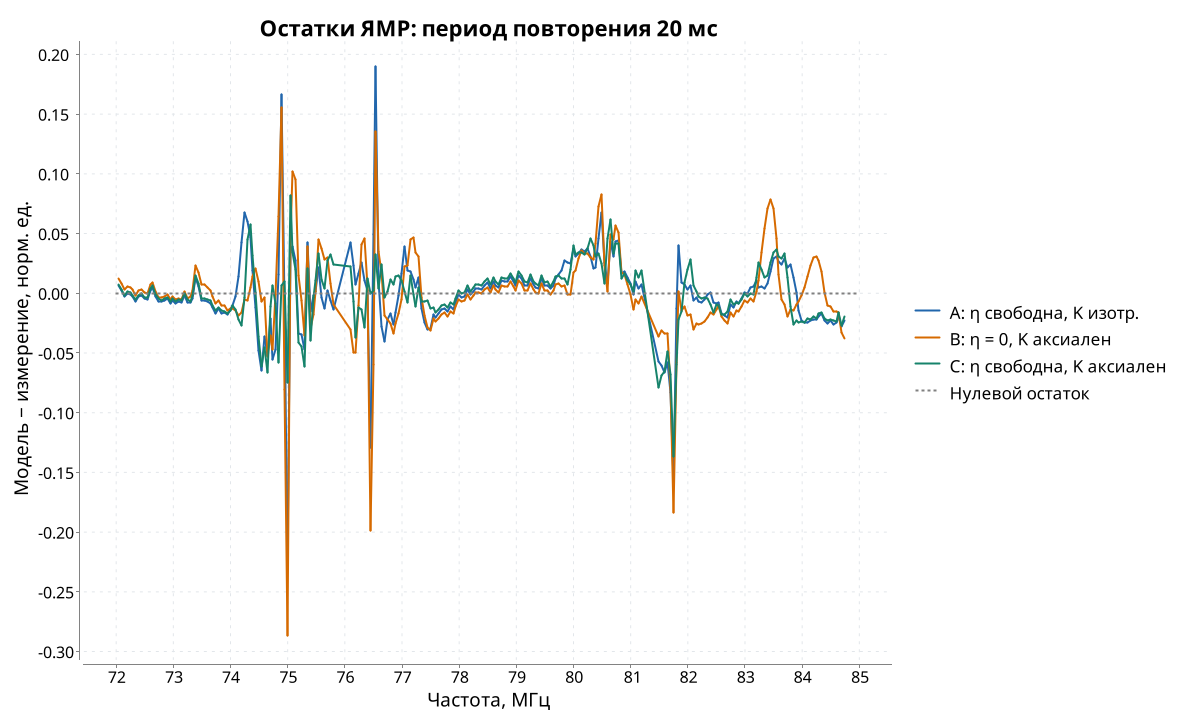 Остатки ЯМР: период повторения 20 мс
Модель – измерение, норм. ед.
0.20
0.15
0.10
0.05
0.00
-0.05
-0.10
-0.15
-0.20
-0.25
-0.30
72 73 74 75 76 77 78 79 80 81 82 83 84 85
Частота, МГц
A: η свободна, K изотр.
B: η = 0, K аксиален
C: η свободна, K аксиален
Нулевой остаток